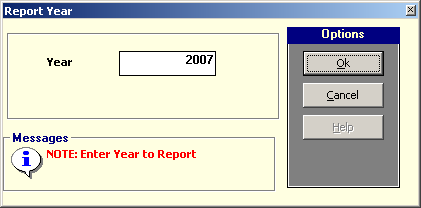 Report Year
Options
Year 2007
Ok
Cancel
Help
Messages
NOTE: Enter Year to Report